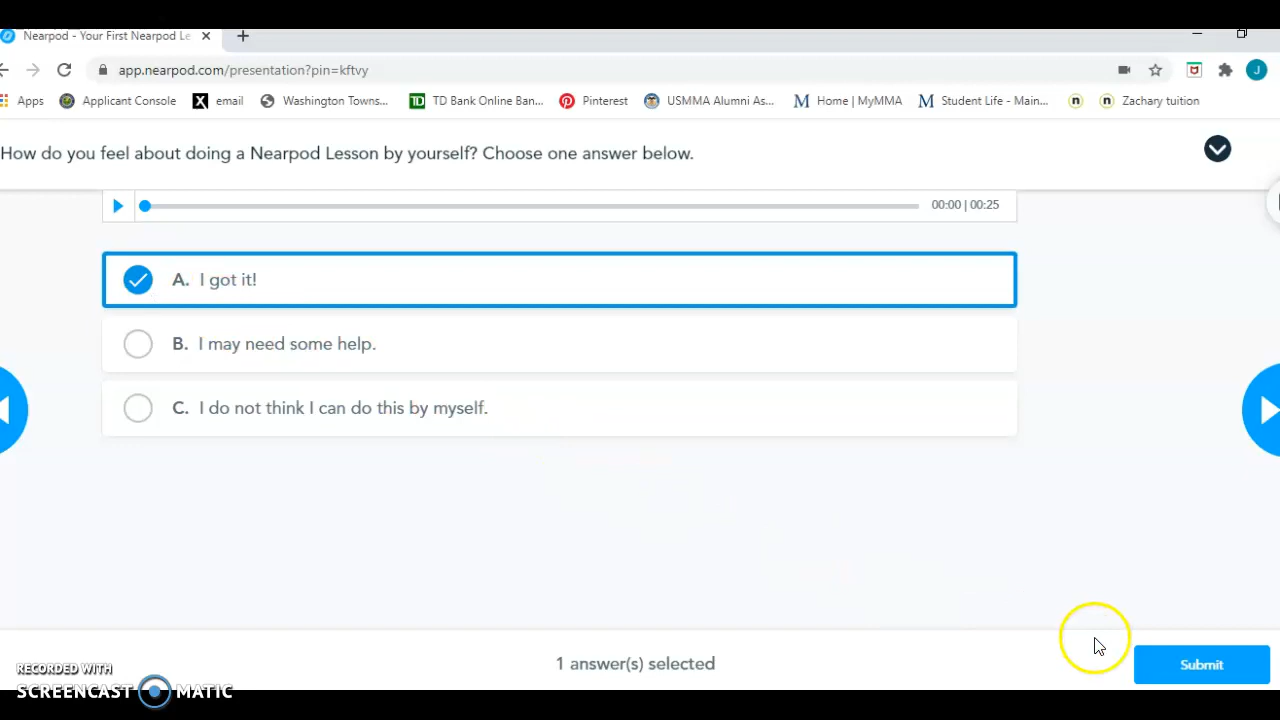 Nearpod - Your First Nearpod Le
app.nearpod.com/presentation?pin=kftvy
J
Apps Applicant Console X email Washington Towns... TD TD Bank Online Ban... Pinterest USMMA Alumni As... M Home | MyMMA M Student Life - Main... n n Zachary tuition
How do you feel about doing a Nearpod Lesson by yourself? Choose one answer below.
00:00 | 00:25
A. I got it!
B. I may need some help.
C. I do not think I can do this by myself.
1 answer(s) selected
Submit
RECORDED WITH
SCREENCAST MATIC